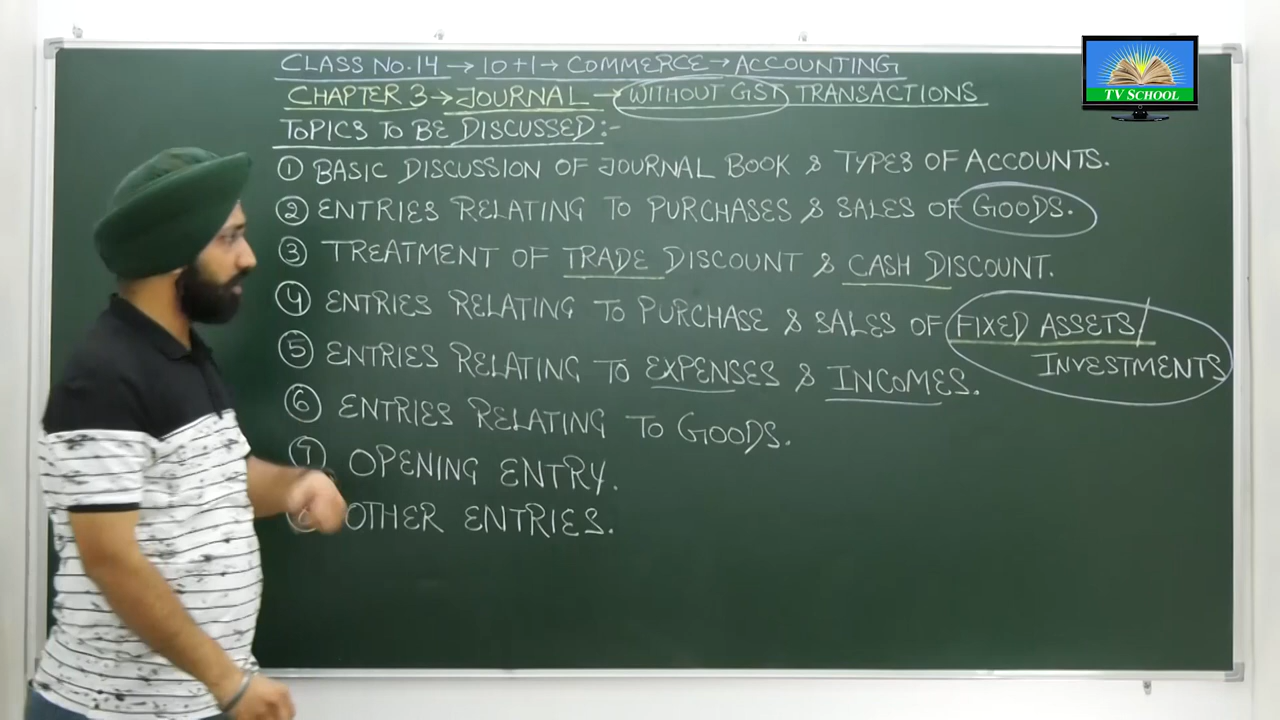 CLASS NO.14 → 10+1 → COMMERCE → ACCOUNTING
CHAPTER 3 → JOURNAL → WITHOUT GST TRANSACTIONS
TOPICS TO BE DISCUSSED:-
① BASIC DISCUSSION OF JOURNAL BOOK & TYPES OF ACCOUNTS.
② ENTRIES RELATING TO PURCHASES & SALES OF GOODS.
③ TREATMENT OF TRADE DISCOUNT & CASH DISCOUNT.
④ ENTRIES RELATING TO PURCHASE & SALES OF FIXED ASSETS/
INVESTMENTS
⑤ ENTRIES RELATING TO EXPENSES & INCOMES.
⑥ ENTRIES RELATING TO GOODS.
⑦ OPENING ENTRY.
OTHER ENTRIES.
TV SCHOOL